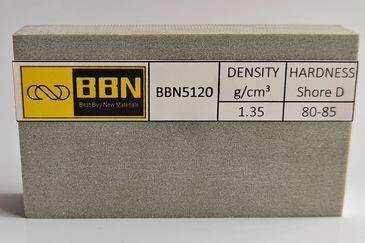 BBN
Best Buy New Materials
BBN5120
DENSITY
g/cm³
1.35
HARDNESS
Shore D
80-85